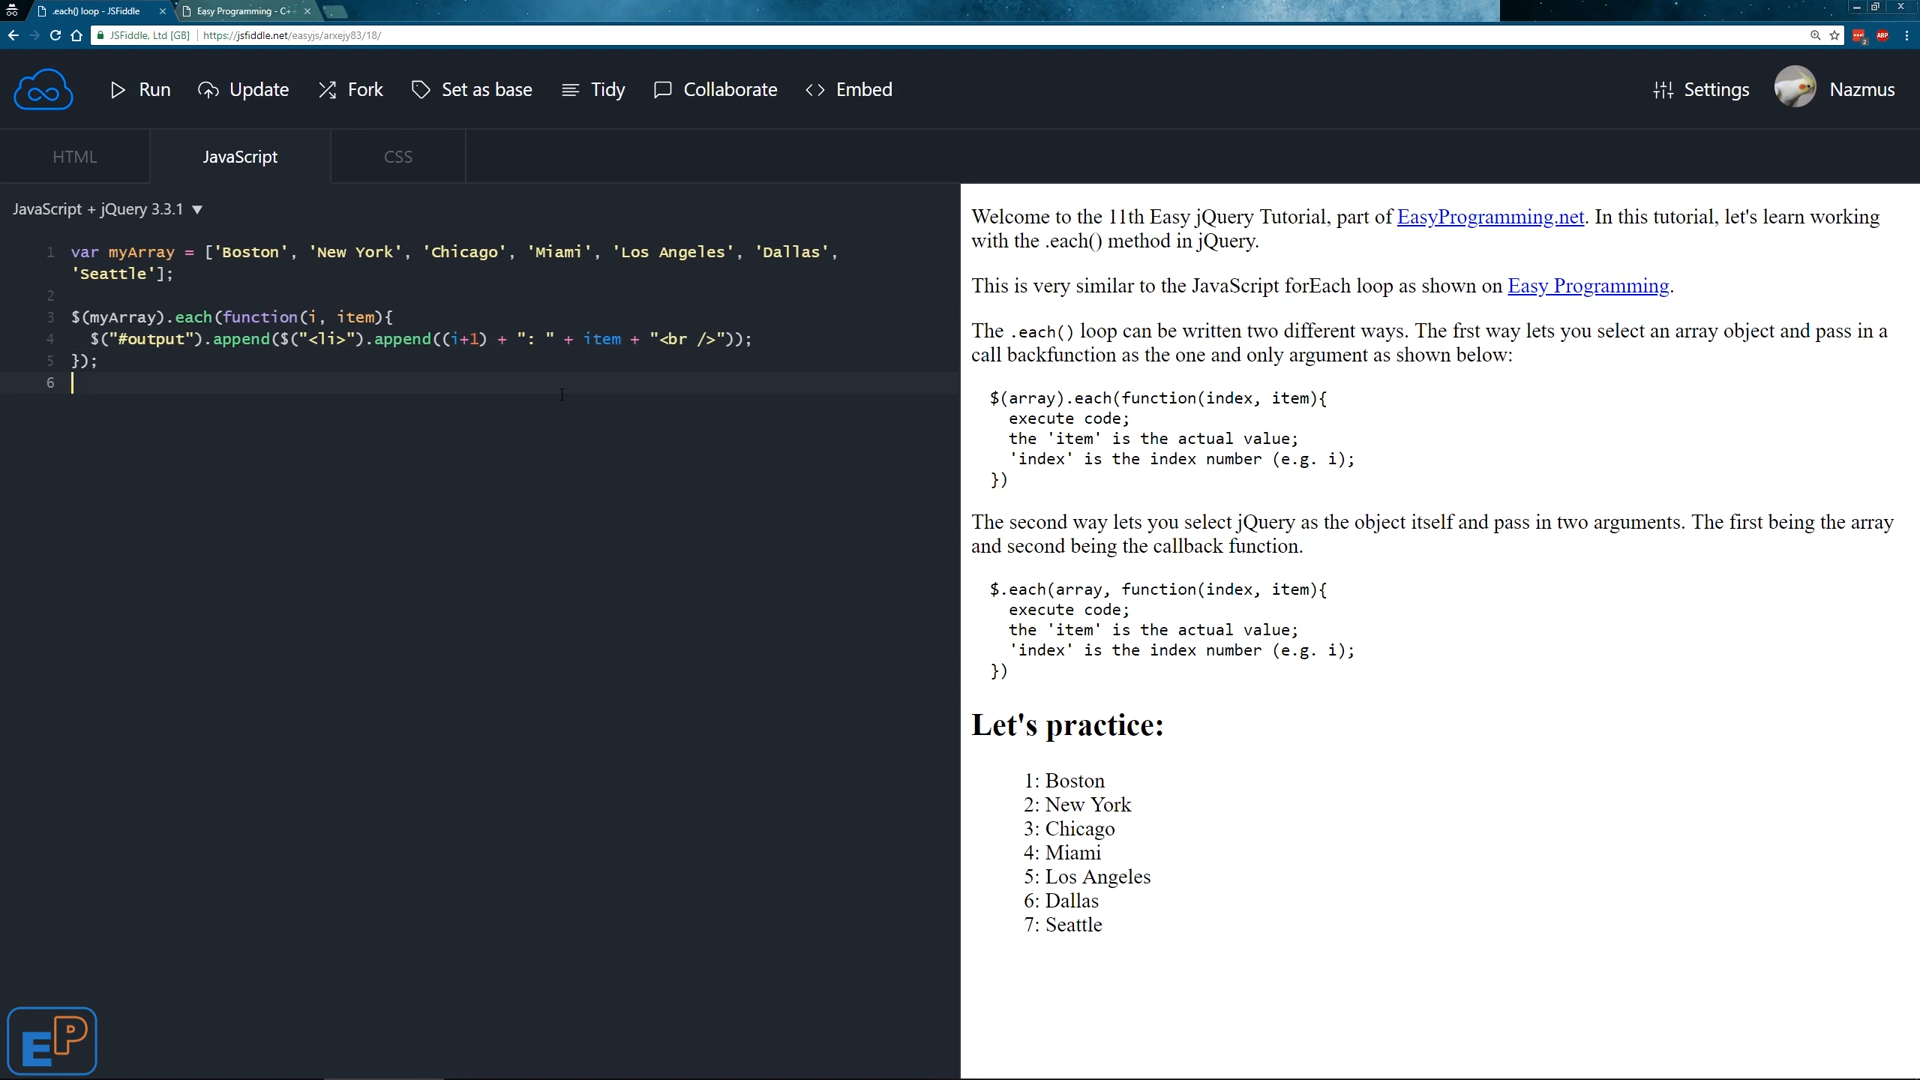 .each() loop - JSFiddle
Easy Programming - C++
JSFiddle, Ltd [GB]
https://jsfiddle.net/easyjs/arxejy83/18/
ABP
Run
Update
Fork
Set as base
Tidy
Collaborate
Embed
Settings
Nazmus
HTML
JavaScript
CSS
JavaScript + jQuery 3.3.1 ▼
1 var myArray = ['Boston', 'New York', 'Chicago', 'Miami', 'Los Angeles', 'Dallas',
'Seattle'];
2
3 $(myArray).each(function(i, item){
4 $("#output").append($("<li>").append((i+1) + ": " + item + "<br />"));
5 });
6
Welcome to the 11th Easy jQuery Tutorial, part of EasyProgramming.net. In this tutorial, let's learn working
with the .each() method in jQuery.
This is very similar to the JavaScript forEach loop as shown on Easy Programming.
The .each() loop can be written two different ways. The frst way lets you select an array object and pass in a
call backfunction as the one and only argument as shown below:
$(array).each(function(index, item){
execute code;
the 'item' is the actual value;
'index' is the index number (e.g. i);
})
The second way lets you select jQuery as the object itself and pass in two arguments. The first being the array
and second being the callback function.
$.each(array, function(index, item){
execute code;
the 'item' is the actual value;
'index' is the index number (e.g. i);
})
Let's practice:
1: Boston
2: New York
3: Chicago
4: Miami
5: Los Angeles
6: Dallas
7: Seattle
EP